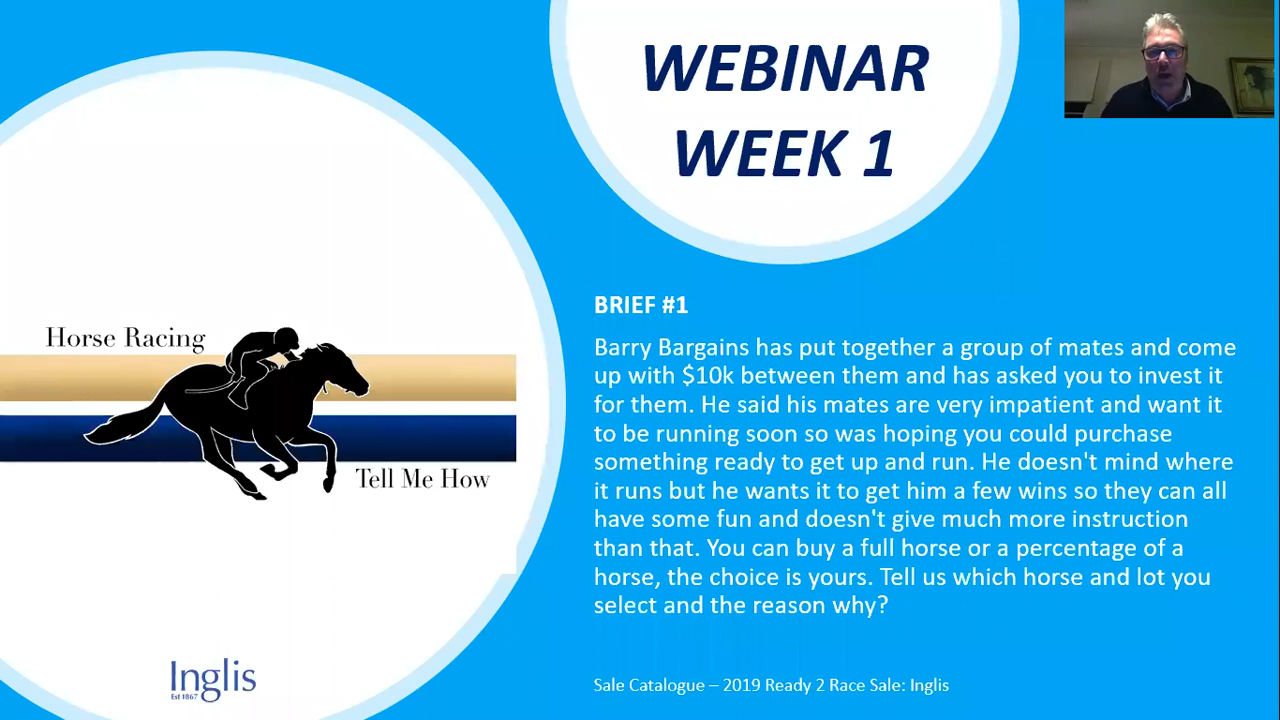 WEBINAR
WEEK 1
Horse Racing
Tell Me How
Inglis
Est 1867
BRIEF #1
Barry Bargains has put together a group of mates and come
up with $10k between them and has asked you to invest it
for them. He said his mates are very impatient and want it
to be running soon so was hoping you could purchase
something ready to get up and run. He doesn't mind where
it runs but he wants it to get him a few wins so they can all
have some fun and doesn't give much more instruction
than that. You can buy a full horse or a percentage of a
horse, the choice is yours. Tell us which horse and lot you
select and the reason why?
Sale Catalogue – 2019 Ready 2 Race Sale: Inglis